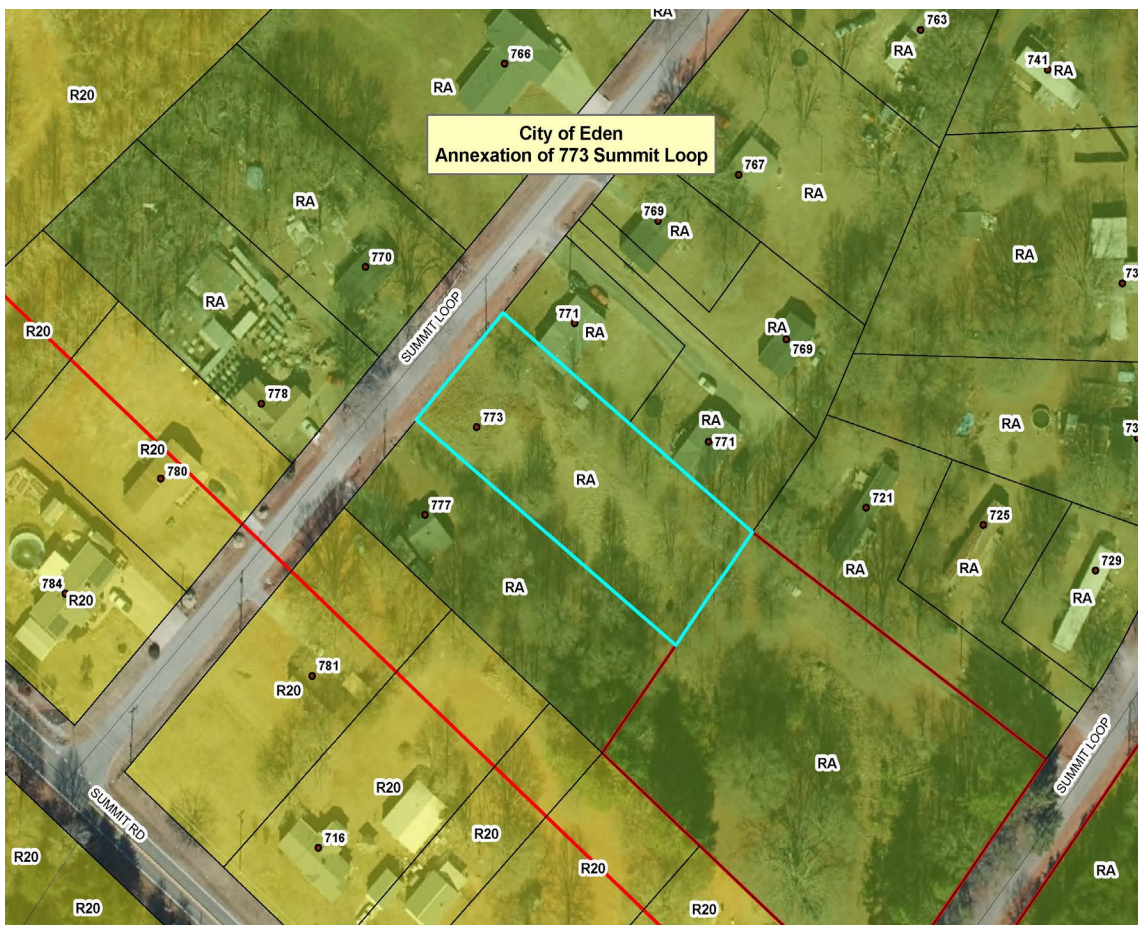 RA
763
766
RA
741
RA
RA
R20
City of Eden
Annexation of 773 Summit Loop
767
RA
RA
769
RA
RA
770
73
RA
SUMMIT LOOP
771
RA
R20
RA
769
778
773
RA
RA
73
R20
771
780
RA
721
777
725
RA
RA
729
784
R20
RA
RA
781
R20
RA
SUMMIT LOOP
R20
SUMMIT RD
R20
716
R20
R20
RA
R20
R20